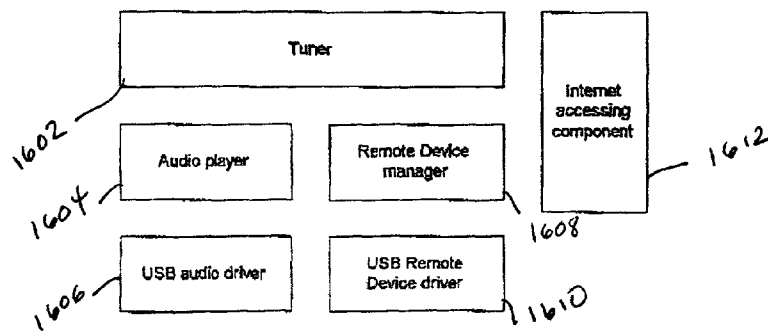 Tuner
Internet
accessing
component
1602
Audio player
Remote Device
manager
1612
1604
1608
USB audio driver
USB Remote
Device driver
1606
1610